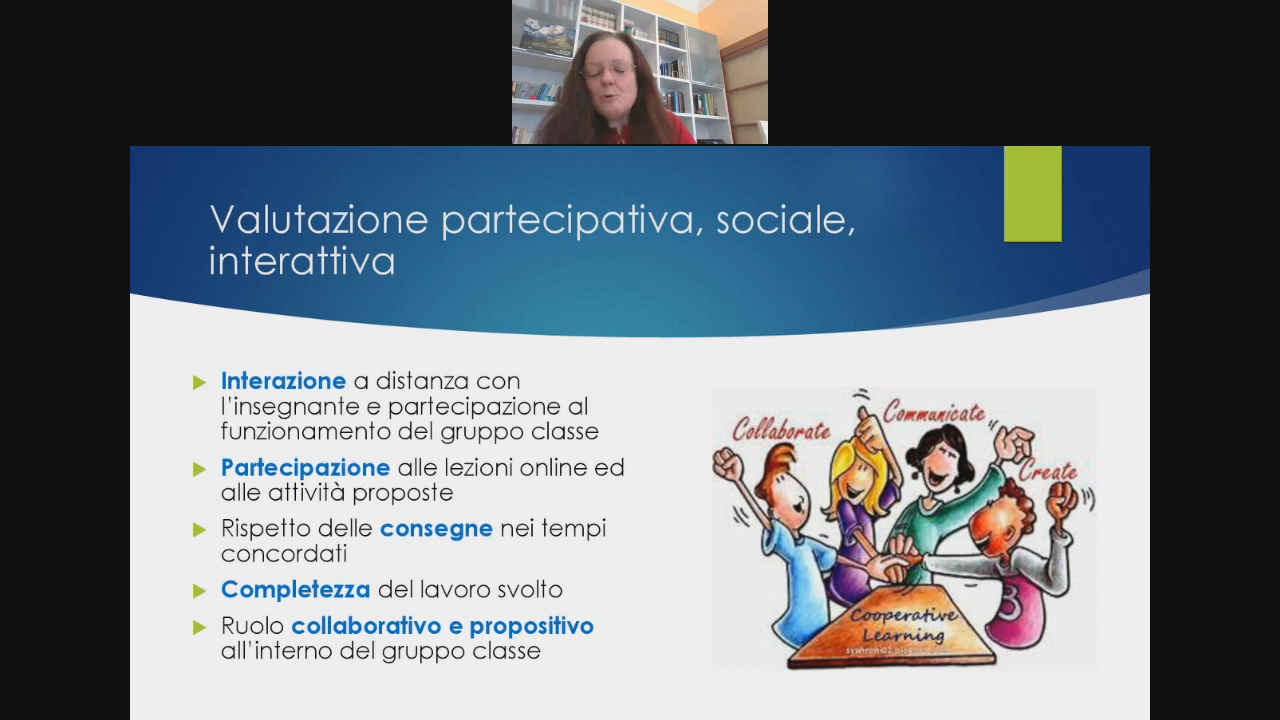 Valutazione partecipativa, sociale,
interattiva
Interazione a distanza con
l'insegnante e partecipazione al
funzionamento del gruppo classe
Partecipazione alle lezioni online ed
alle attività proposte
Rispetto delle consegne nei tempi
concordati
Completezza del lavoro svolto
Ruolo collaborativo e propositivo
all'interno del gruppo classe
Collaborate
Communicate
Create
3
Cooperative
Learning